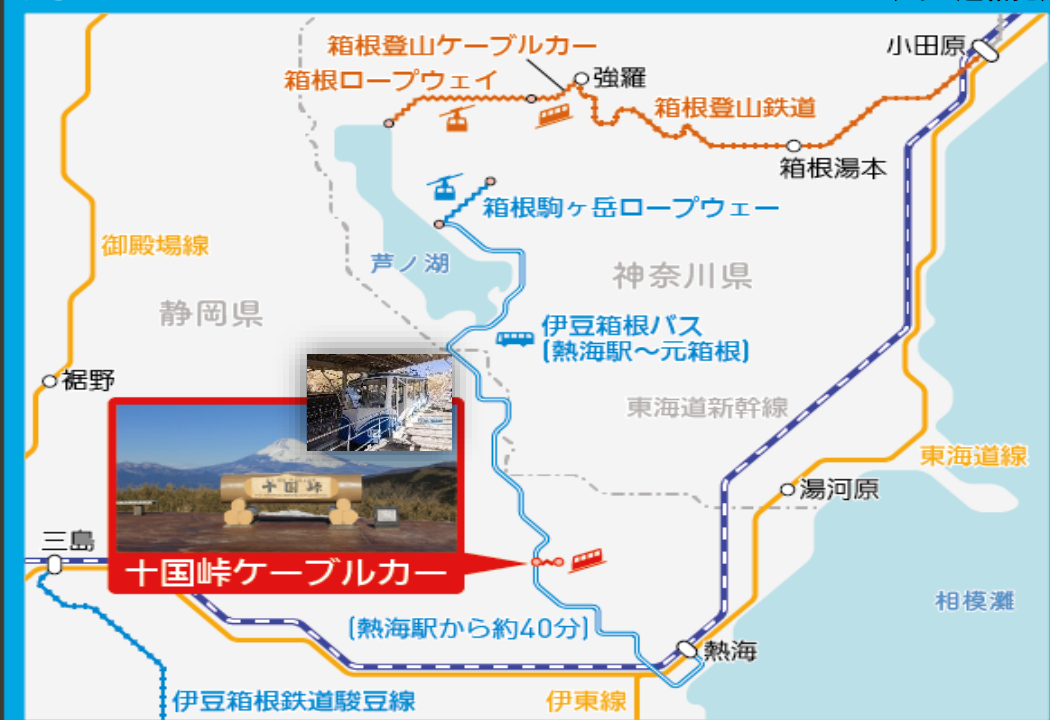 箱根登山ケーブルカー
小田原
箱根ロープウェイ
強羅
箱根登山鉄道
箱根湯本
箱根駒ヶ岳ロープウェー
御殿場線
芦ノ湖
神奈川県
静岡県
伊豆箱根バス
(熱海駅～元箱根)
裾野
東海道新幹線
東海道線
十国峠
湯河原
三島
十国峠ケーブルカー
相模灘
(熱海駅から約40分)
熱海
伊豆箱根鉄道駿豆線
伊東線